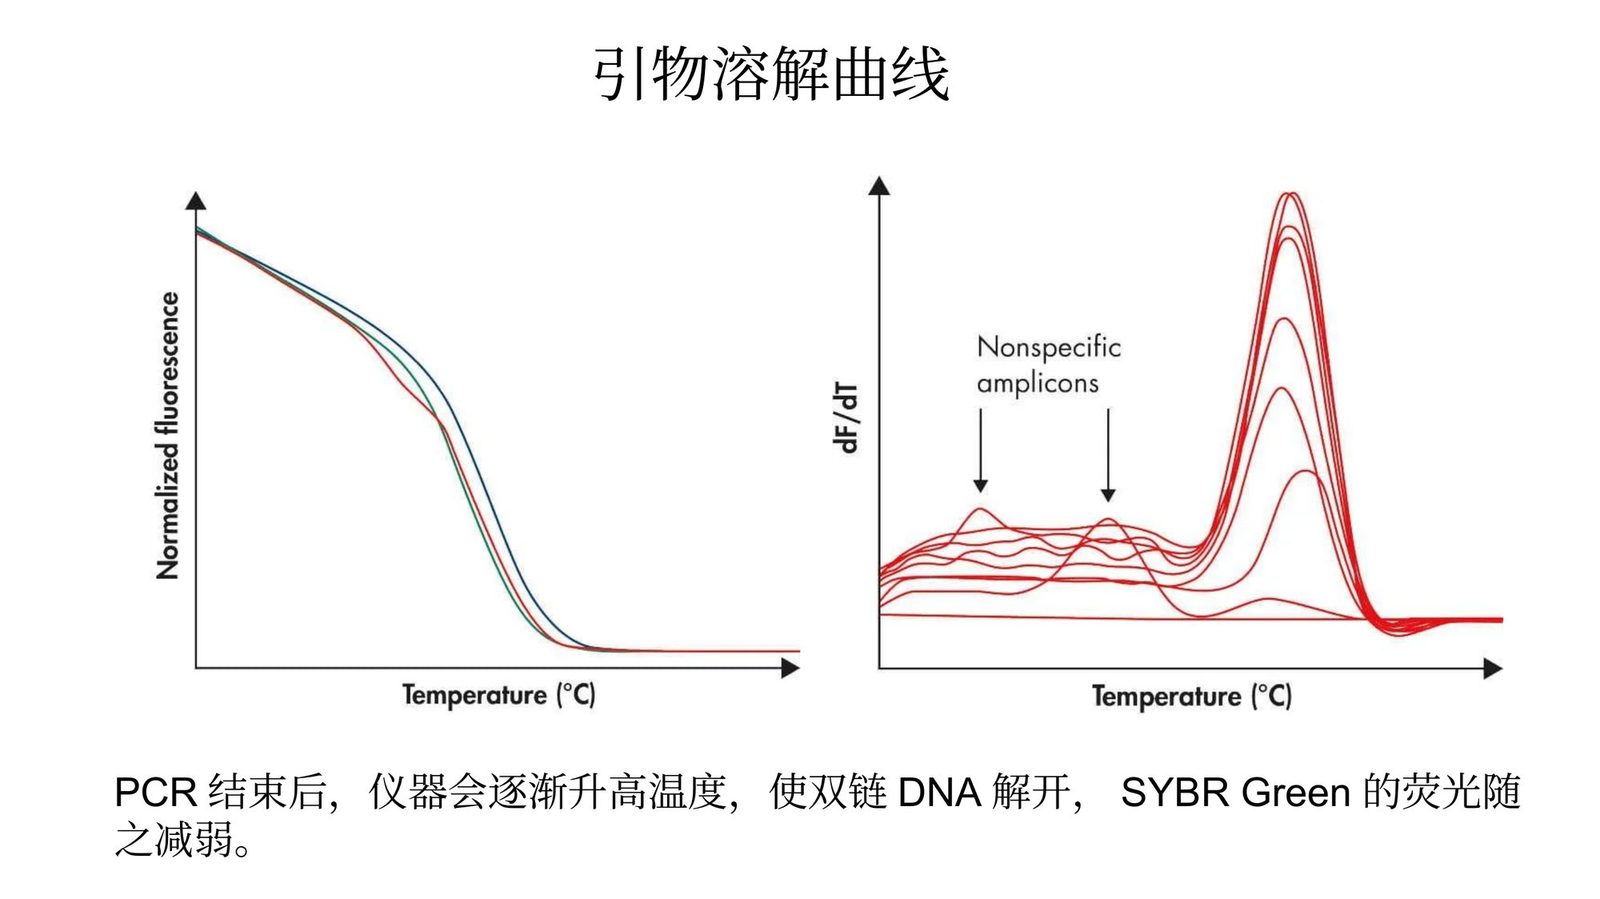 引物溶解曲线
Normalized fluorescence
Temperature (°C)
dF/dT
Nonspecific
amplicons
Temperature (°C)
PCR 结束后，仪器会逐渐升高温度，使双链 DNA 解开， SYBR Green 的荧光随
之减弱。